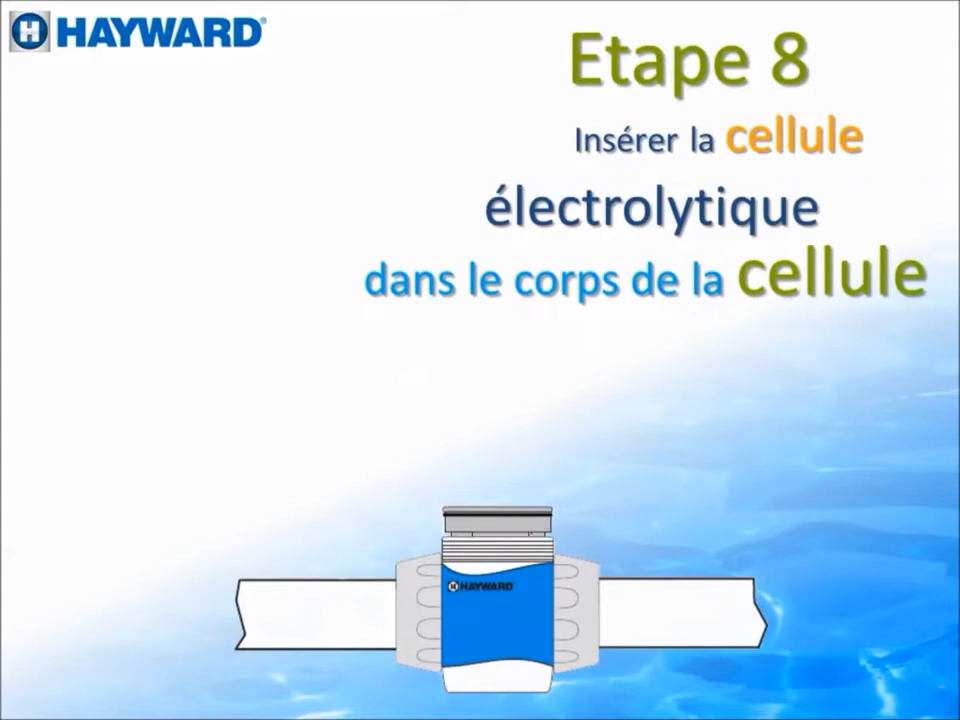 HAYWARD
Etape 8
Insérer la cellule
électrolytique
dans le corps de la cellule
HAYWARD